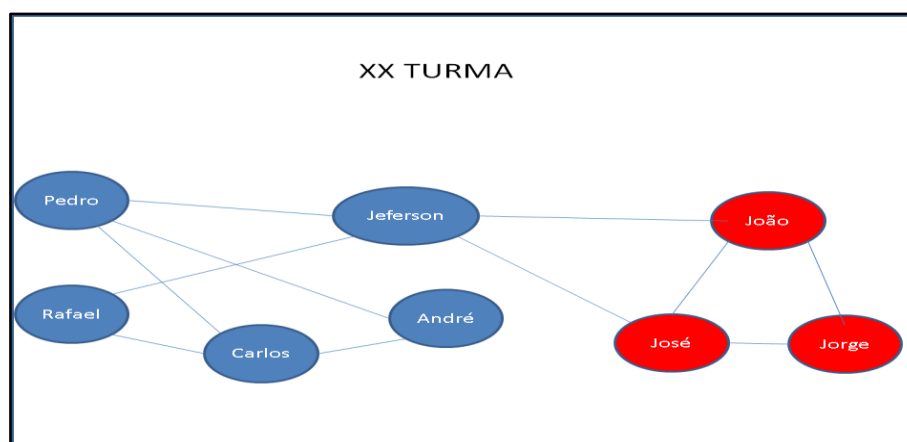 XX TURMA
Pedro
Jeferson
João
Rafael
André
Carlos
José
Jorge